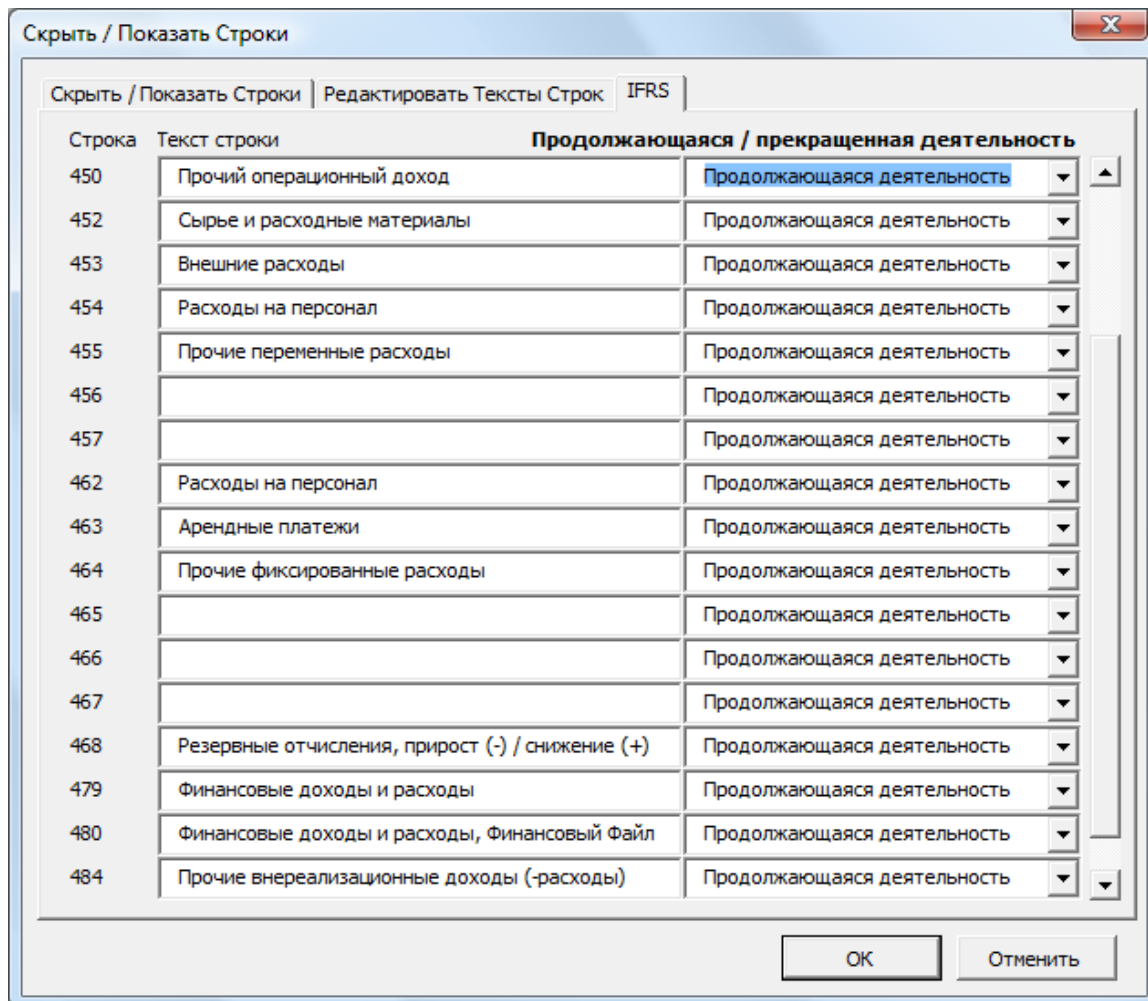 Скрыть / Показать Строки
Скрыть / Показать Строки Редактировать Тексты Строк IFRS
Строка Текст строки Продолжающаяся / прекращенная деятельность
450 Прочий операционный доход Продолжающаяся деятельность
452 Сырье и расходные материалы Продолжающаяся деятельность
453 Внешние расходы Продолжающаяся деятельность
454 Расходы на персонал Продолжающаяся деятельность
455 Прочие переменные расходы Продолжающаяся деятельность
456 Продолжающаяся деятельность
457 Продолжающаяся деятельность
462 Расходы на персонал Продолжающаяся деятельность
463 Арендные платежи Продолжающаяся деятельность
464 Прочие фиксированные расходы Продолжающаяся деятельность
465 Продолжающаяся деятельность
466 Продолжающаяся деятельность
467 Продолжающаяся деятельность
468 Резервные отчисления, прирост (-) / снижение (+) Продолжающаяся деятельность
479 Финансовые доходы и расходы Продолжающаяся деятельность
480 Финансовые доходы и расходы, Финансовый Файл Продолжающаяся деятельность
484 Прочие внереализационные доходы (-расходы) Продолжающаяся деятельность
OK Отменить